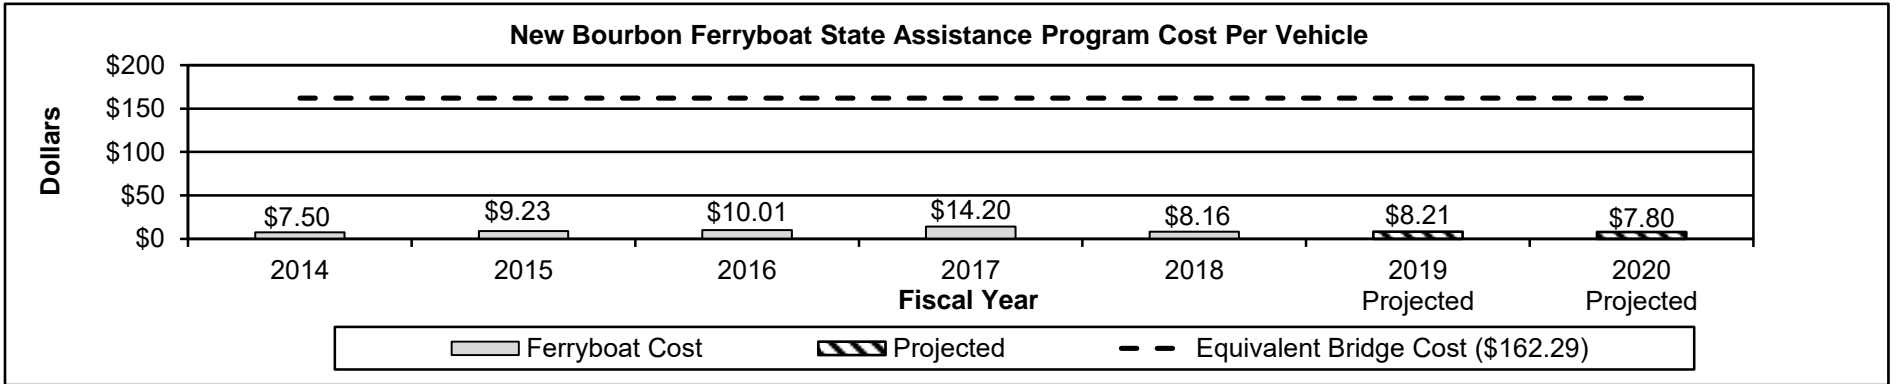 New Bourbon Ferryboat State Assistance Program Cost Per Vehicle
Dollars
$200
$150
$100
$50
$0
$7.50
$9.23
$10.01
$14.20
$8.16
$8.21
$7.80
2014
2015
2016
2017
2018
2019
Projected
2020
Projected
Fiscal Year
Ferryboat Cost
Projected
Equivalent Bridge Cost ($162.29)